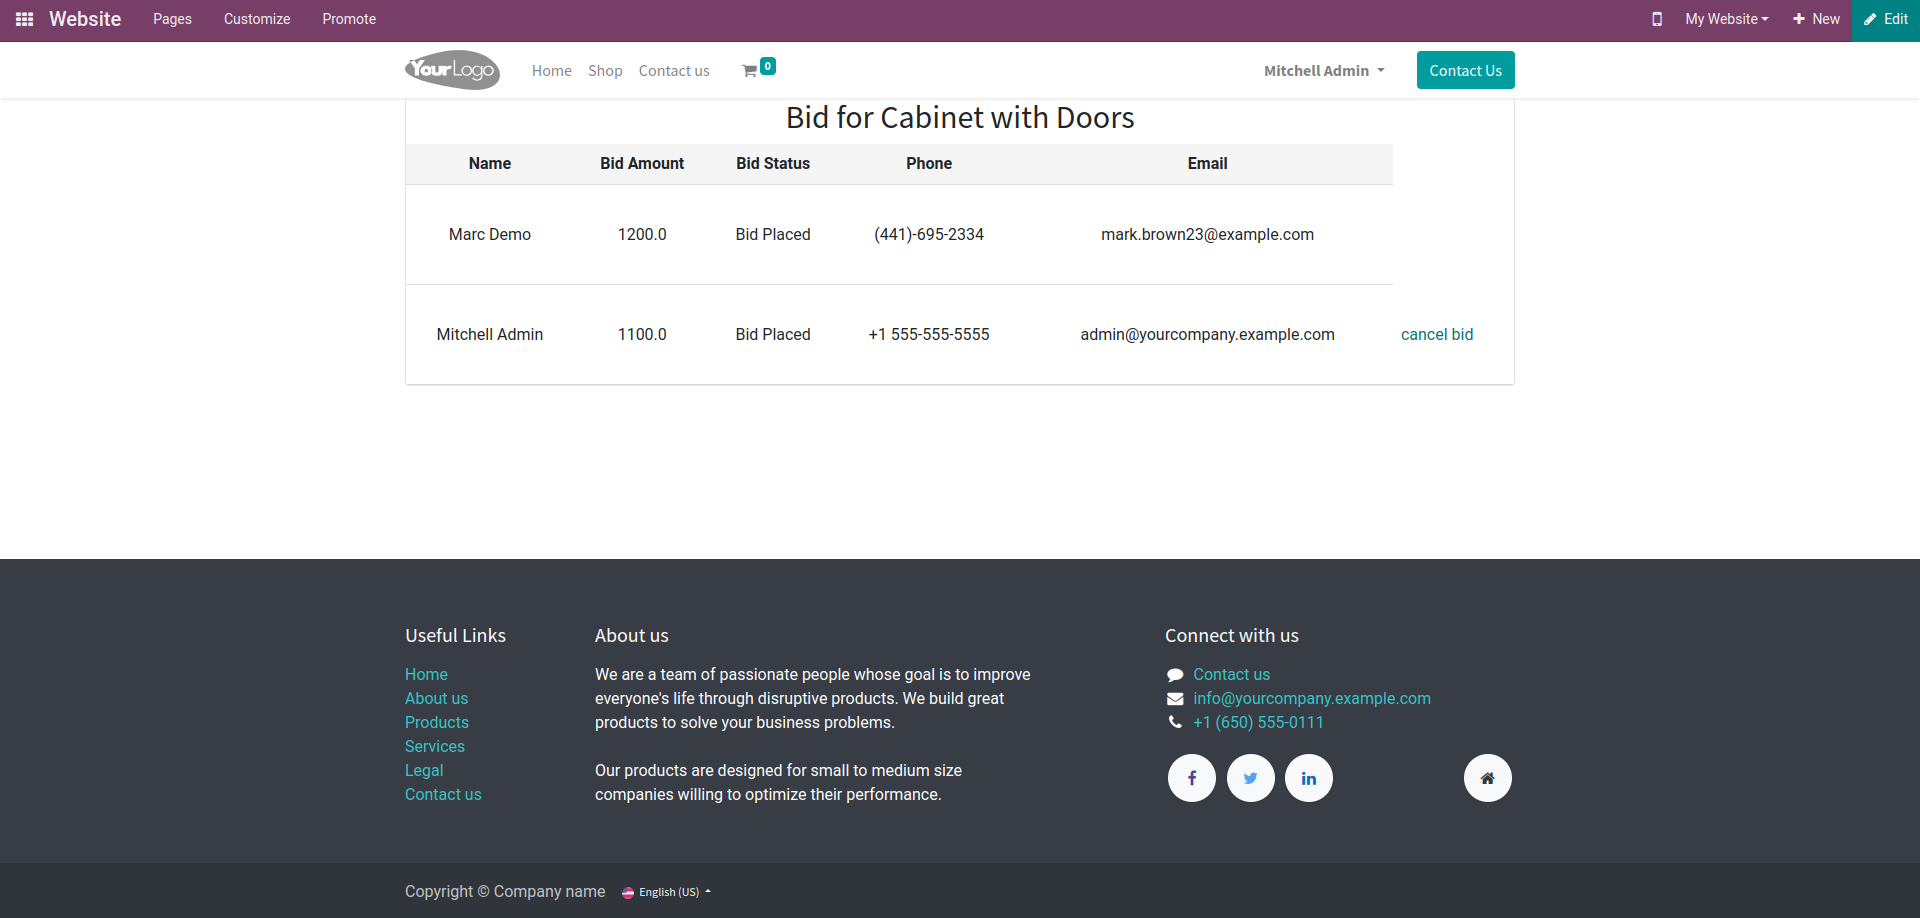 Website Pages Customize Promote My Website New Edit
YourLogo Home Shop Contact us 0 Mitchell Admin Contact Us
Bid for Cabinet with Doors
Name Bid Amount Bid Status Phone Email
Marc Demo 1200.0 Bid Placed (441)-695-2334 mark.brown23@example.com
Mitchell Admin 1100.0 Bid Placed +1 555-555-5555 admin@yourcompany.example.com cancel bid
Useful Links
Home
About us
Products
Services
Legal
Contact us
About us
We are a team of passionate people whose goal is to improve
everyone's life through disruptive products. We build great
products to solve your business problems.
Our products are designed for small to medium size
companies willing to optimize their performance.
Connect with us
Contact us
info@yourcompany.example.com
+1 (650) 555-0111
Copyright © Company name English (US)